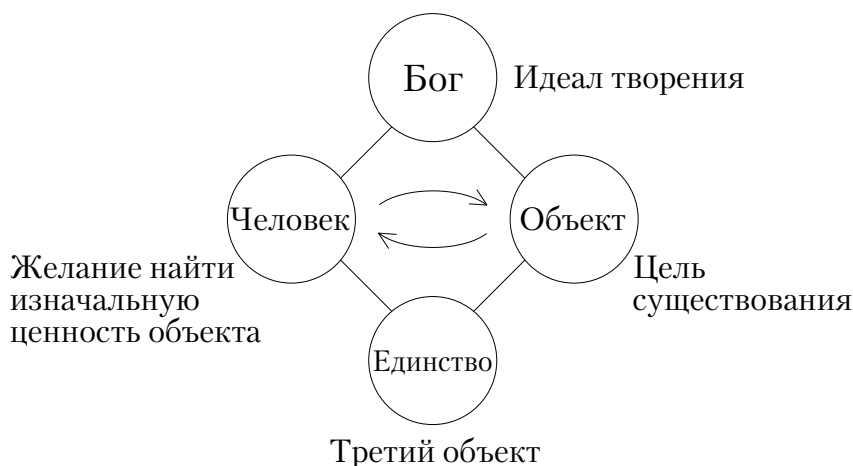 Бог
Идеал творения
Человек
Объект
Желание найти
изначальную
ценность объекта
Цель
существования
Единство
Третий объект